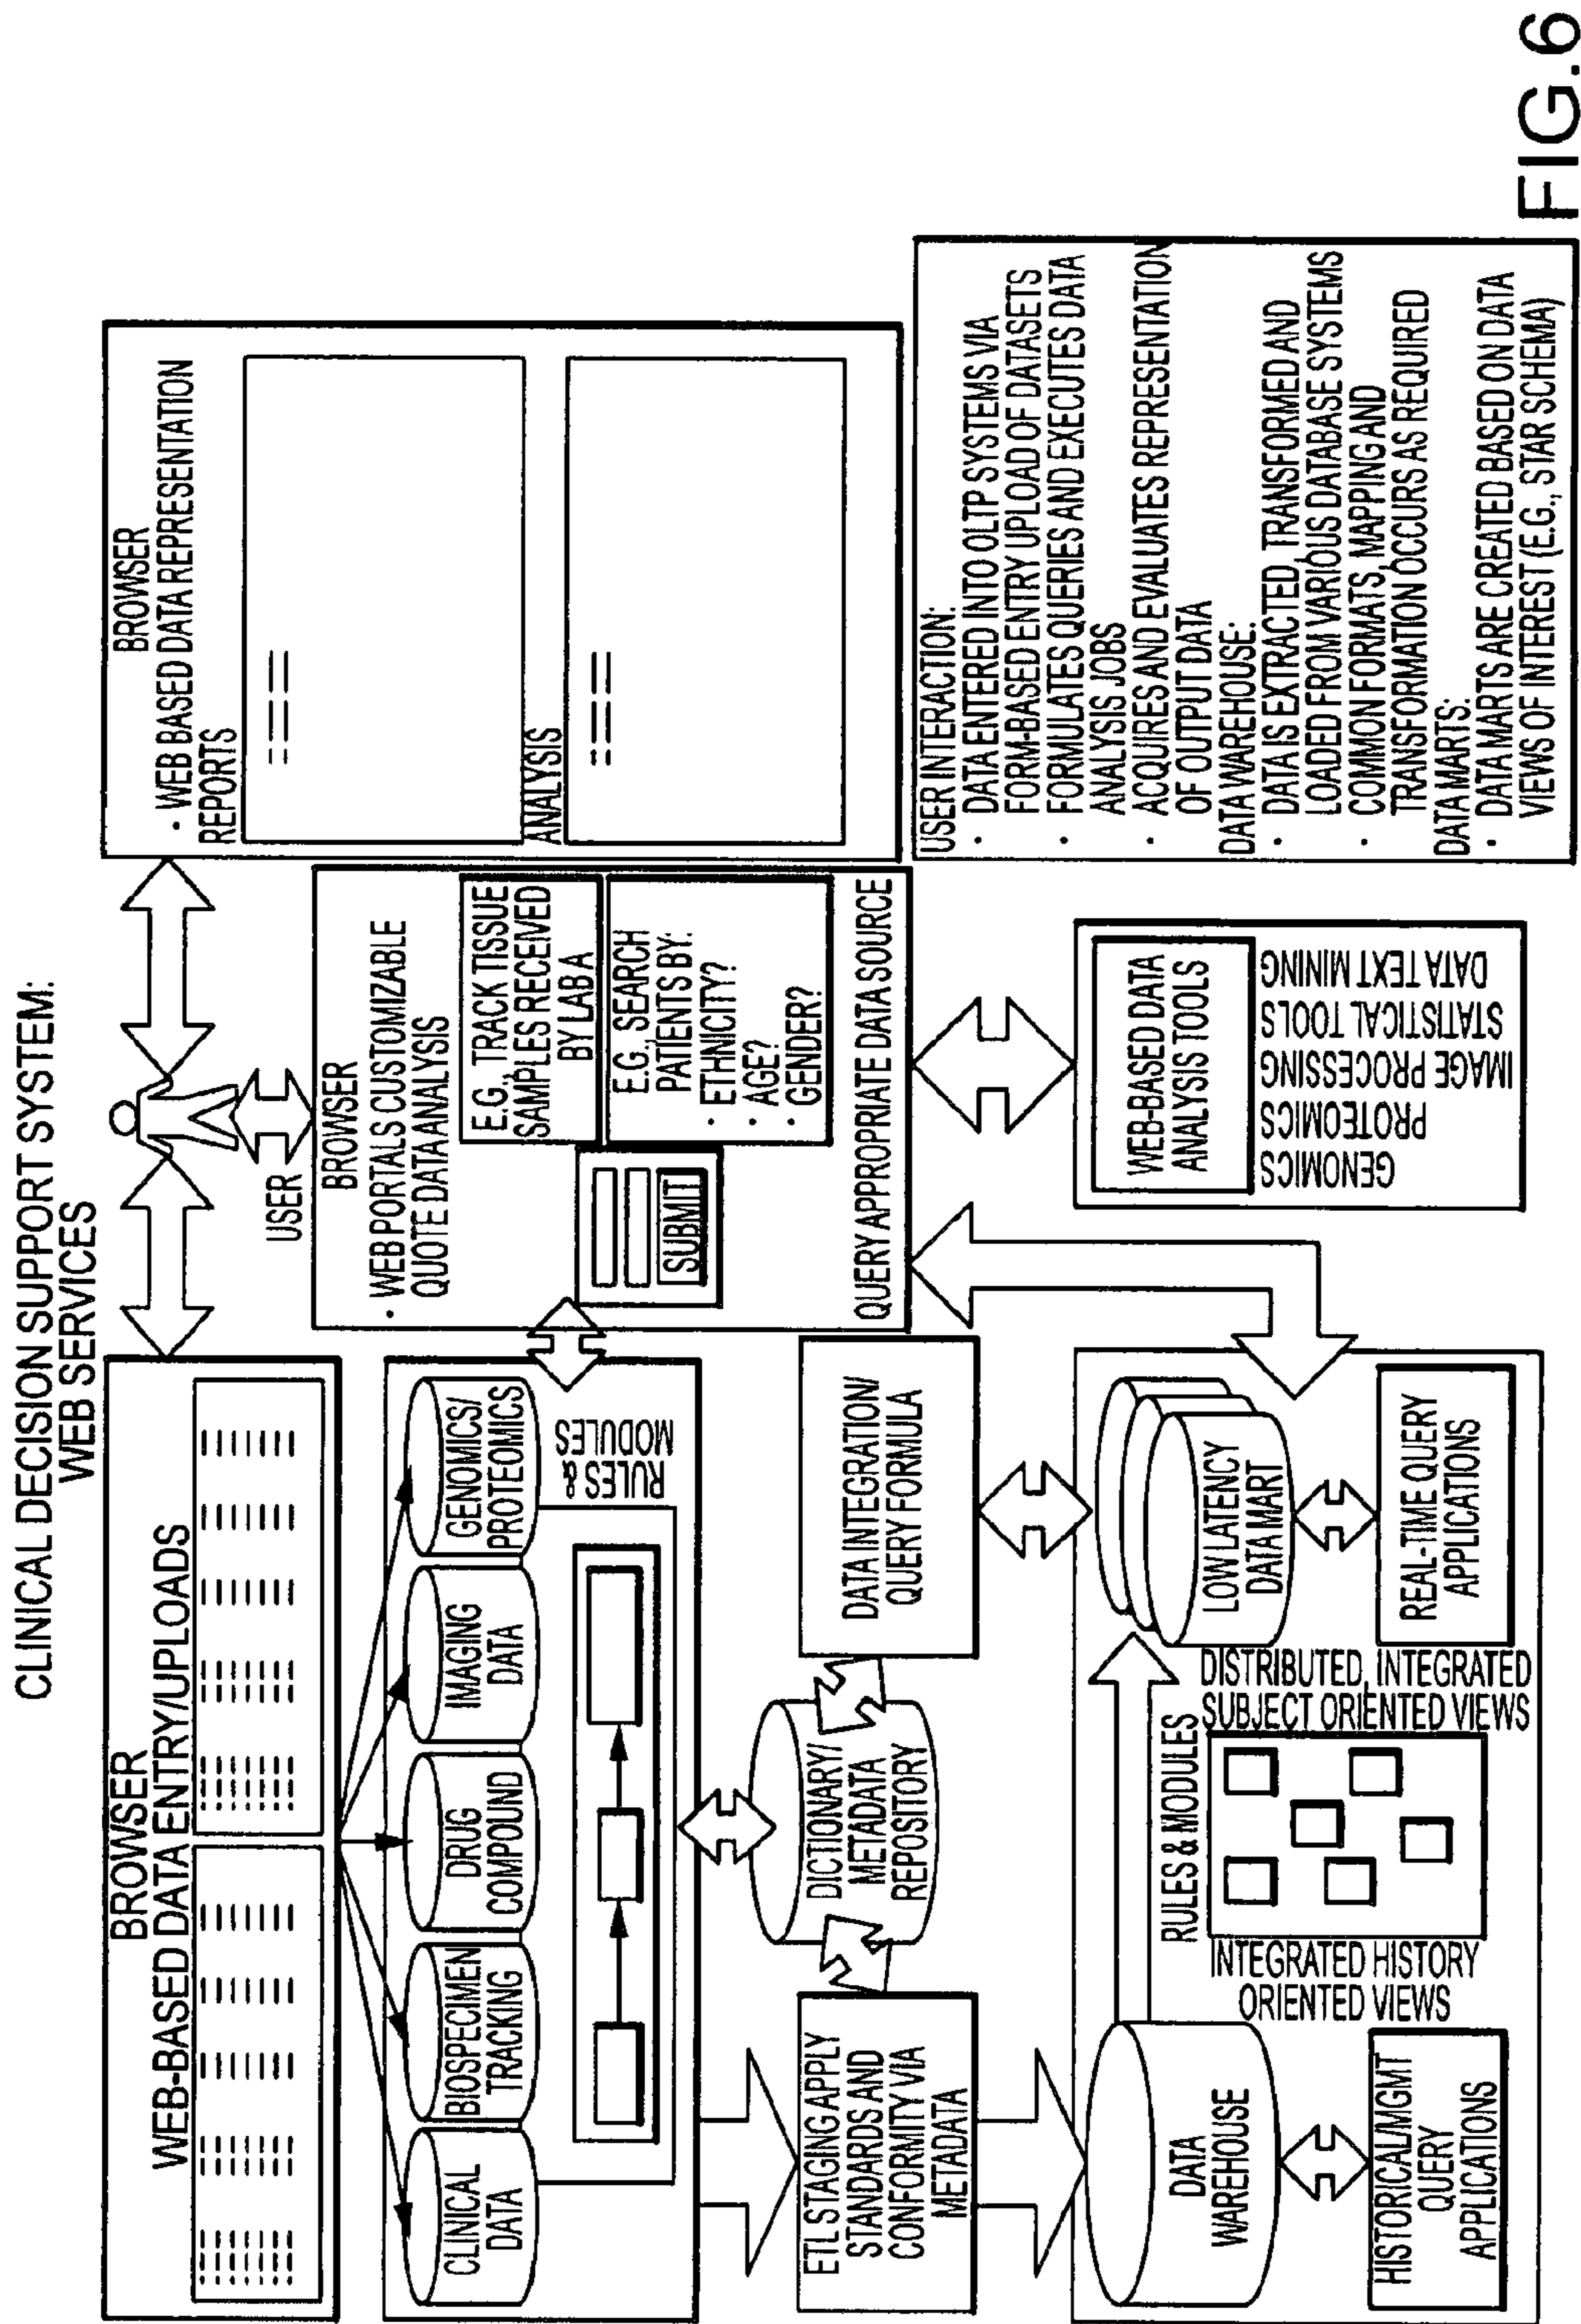 CLINICAL DECISION SUPPORT SYSTEM:
WEB SERVICES
BROWSER
WEB-BASED DATA ENTRY/UPLOADS
USER
BROWSER
· WEB BASED DATA REPRESENTATION
REPORTS
ANALYSIS
CLINICAL
DATA
BIOSPECIMEN
TRACKING
DRUG
COMPOUND
IMAGING
DATA
GENOMICS/
PROTEOMICS
RULES &
MODULES
BROWSER
· WEB PORTALS CUSTOMIZABLE
QUOTE DATA ANALYSIS
E.G., TRACK TISSUE
SAMPLES RECEIVED
BY LAB A
SUBMIT
E.G., SEARCH
PATIENTS BY:
· ETHNICITY?
· AGE?
· GENDER?
QUERY APPROPRIATE DATA SOURCE
ETL STAGING APPLY
STANDARDS AND
CONFORMITY VIA
METADATA
DICTIONARY/
METADATA
REPOSITORY
DATA INTEGRATION/
QUERY FORMULA
DATA
WAREHOUSE
HISTORICAL/MGMT
QUERY
APPLICATIONS
RULES & MODULES
INTEGRATED HISTORY
ORIENTED VIEWS
LOW LATENCY
DATA MART
DISTRIBUTED, INTEGRATED
SUBJECT ORIENTED VIEWS
REAL-TIME QUERY
APPLICATIONS
WEB-BASED DATA
ANALYSIS TOOLS
GENOMICS
PROTEOMICS
IMAGE PROCESSING
STATISTICAL TOOLS
DATA TEXT MINING
USER INTERACTION:
· DATA ENTERED INTO OLTP SYSTEMS VIA
FORM-BASED ENTRY UPLOAD OF DATASETS
· FORMULATES QUERIES AND EXECUTES DATA
ANALYSIS JOBS
· ACQUIRES AND EVALUATES REPRESENTATION
OF OUTPUT DATA
DATA WAREHOUSE:
· DATA IS EXTRACTED, TRANSFORMED AND
LOADED FROM VARIOUS DATABASE SYSTEMS
· COMMON FORMATS, MAPPING AND
TRANSFORMATION OCCURS AS REQUIRED
DATA MARTS:
· DATA MARTS ARE CREATED BASED ON DATA
VIEWS OF INTEREST (E.G., STAR SCHEMA)
FIG.6